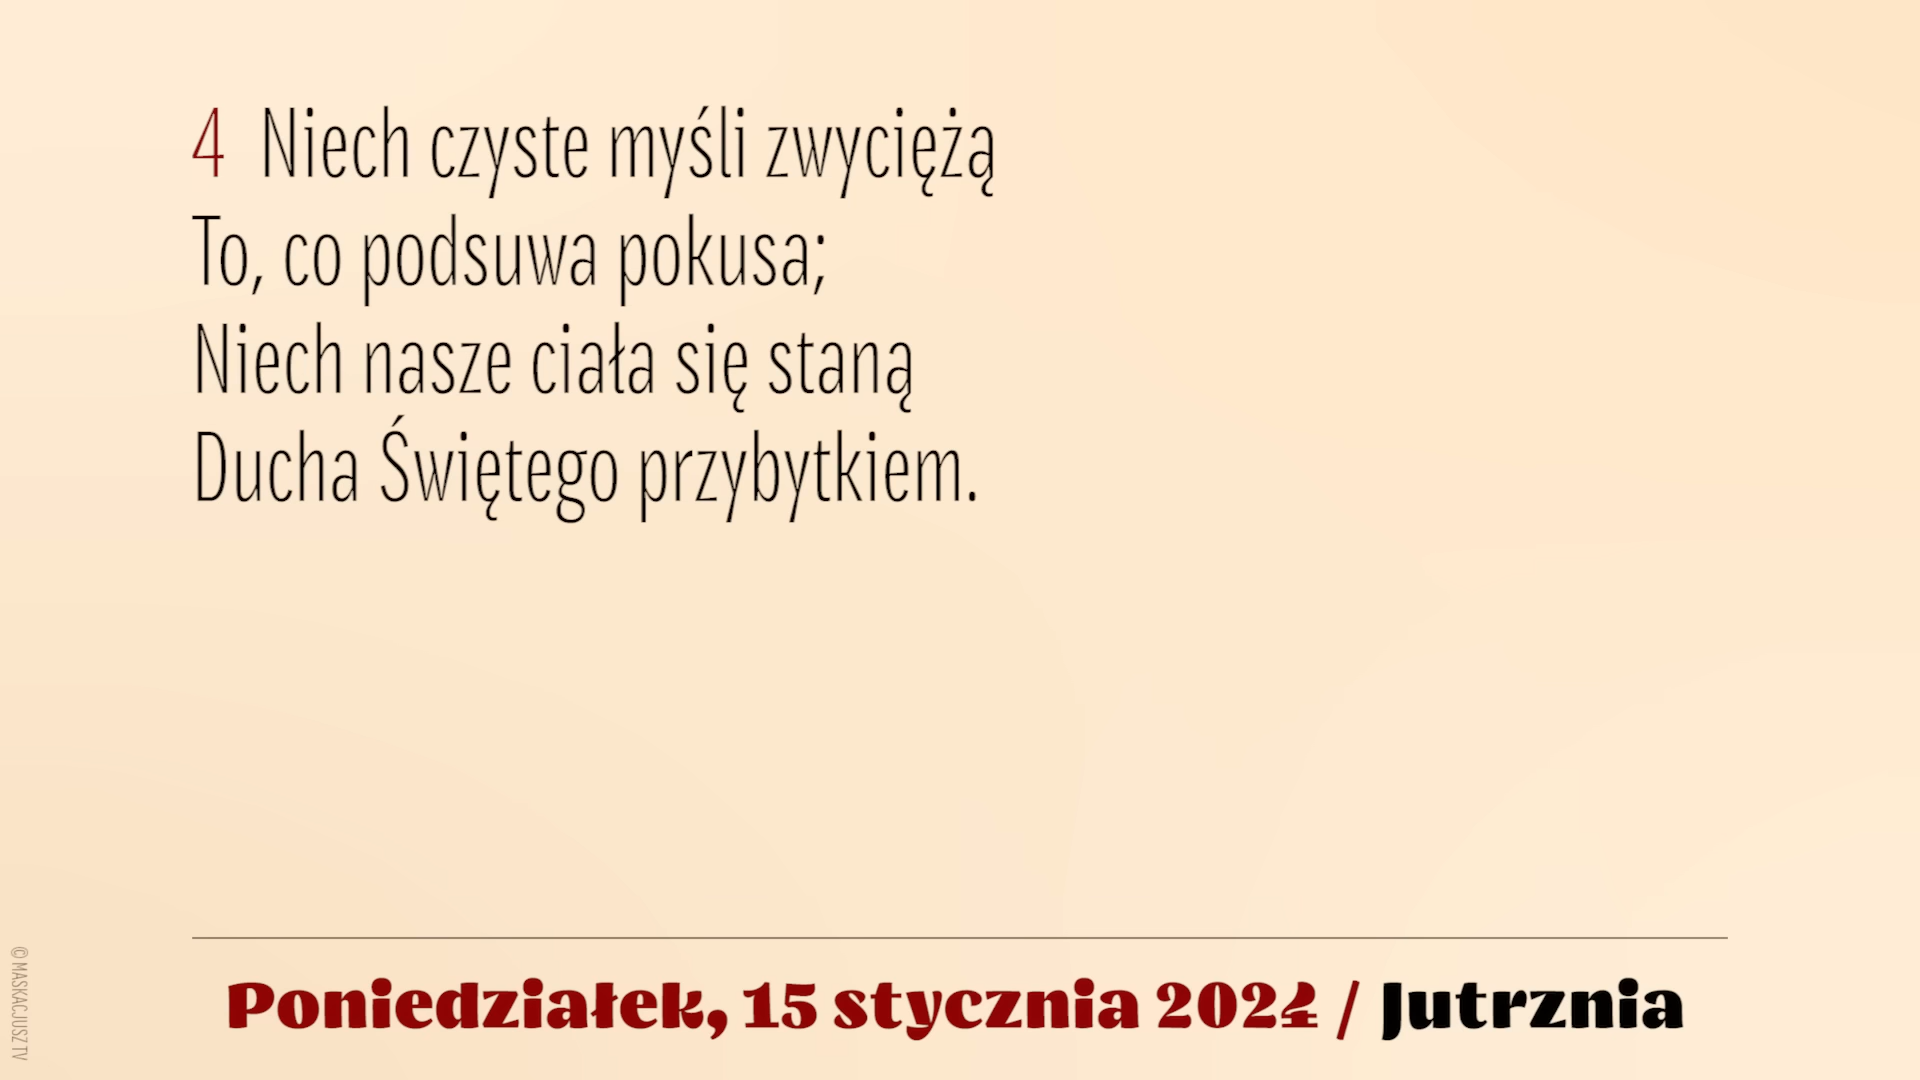 4 Niech czyste myśli zwyciężą
To, co podsuwa pokusa;
Niech nasze ciała się staną
Ducha Świętego przybytkiem.
Poniedziałek, 15 stycznia 2024 / Jutrznia
© MASKACJUSZ TV